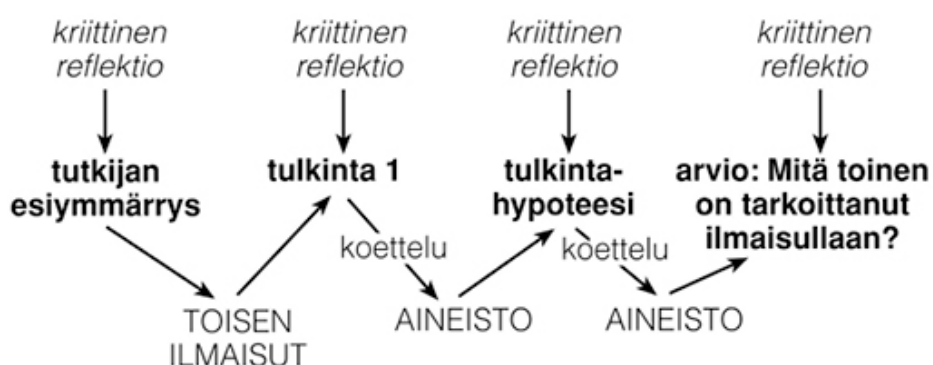 kriittinen
reflektio
kriittinen
reflektio
kriittinen
reflektio
kriittinen
reflektio
tutkijan
esiymmärrys
tulkinta 1
tulkinta-
hypoteesi
arvio: Mitä toinen
on tarkoittanut
ilmaisullaan?
koettelu
koettelu
TOISEN
ILMAISUT
AINEISTO
AINEISTO